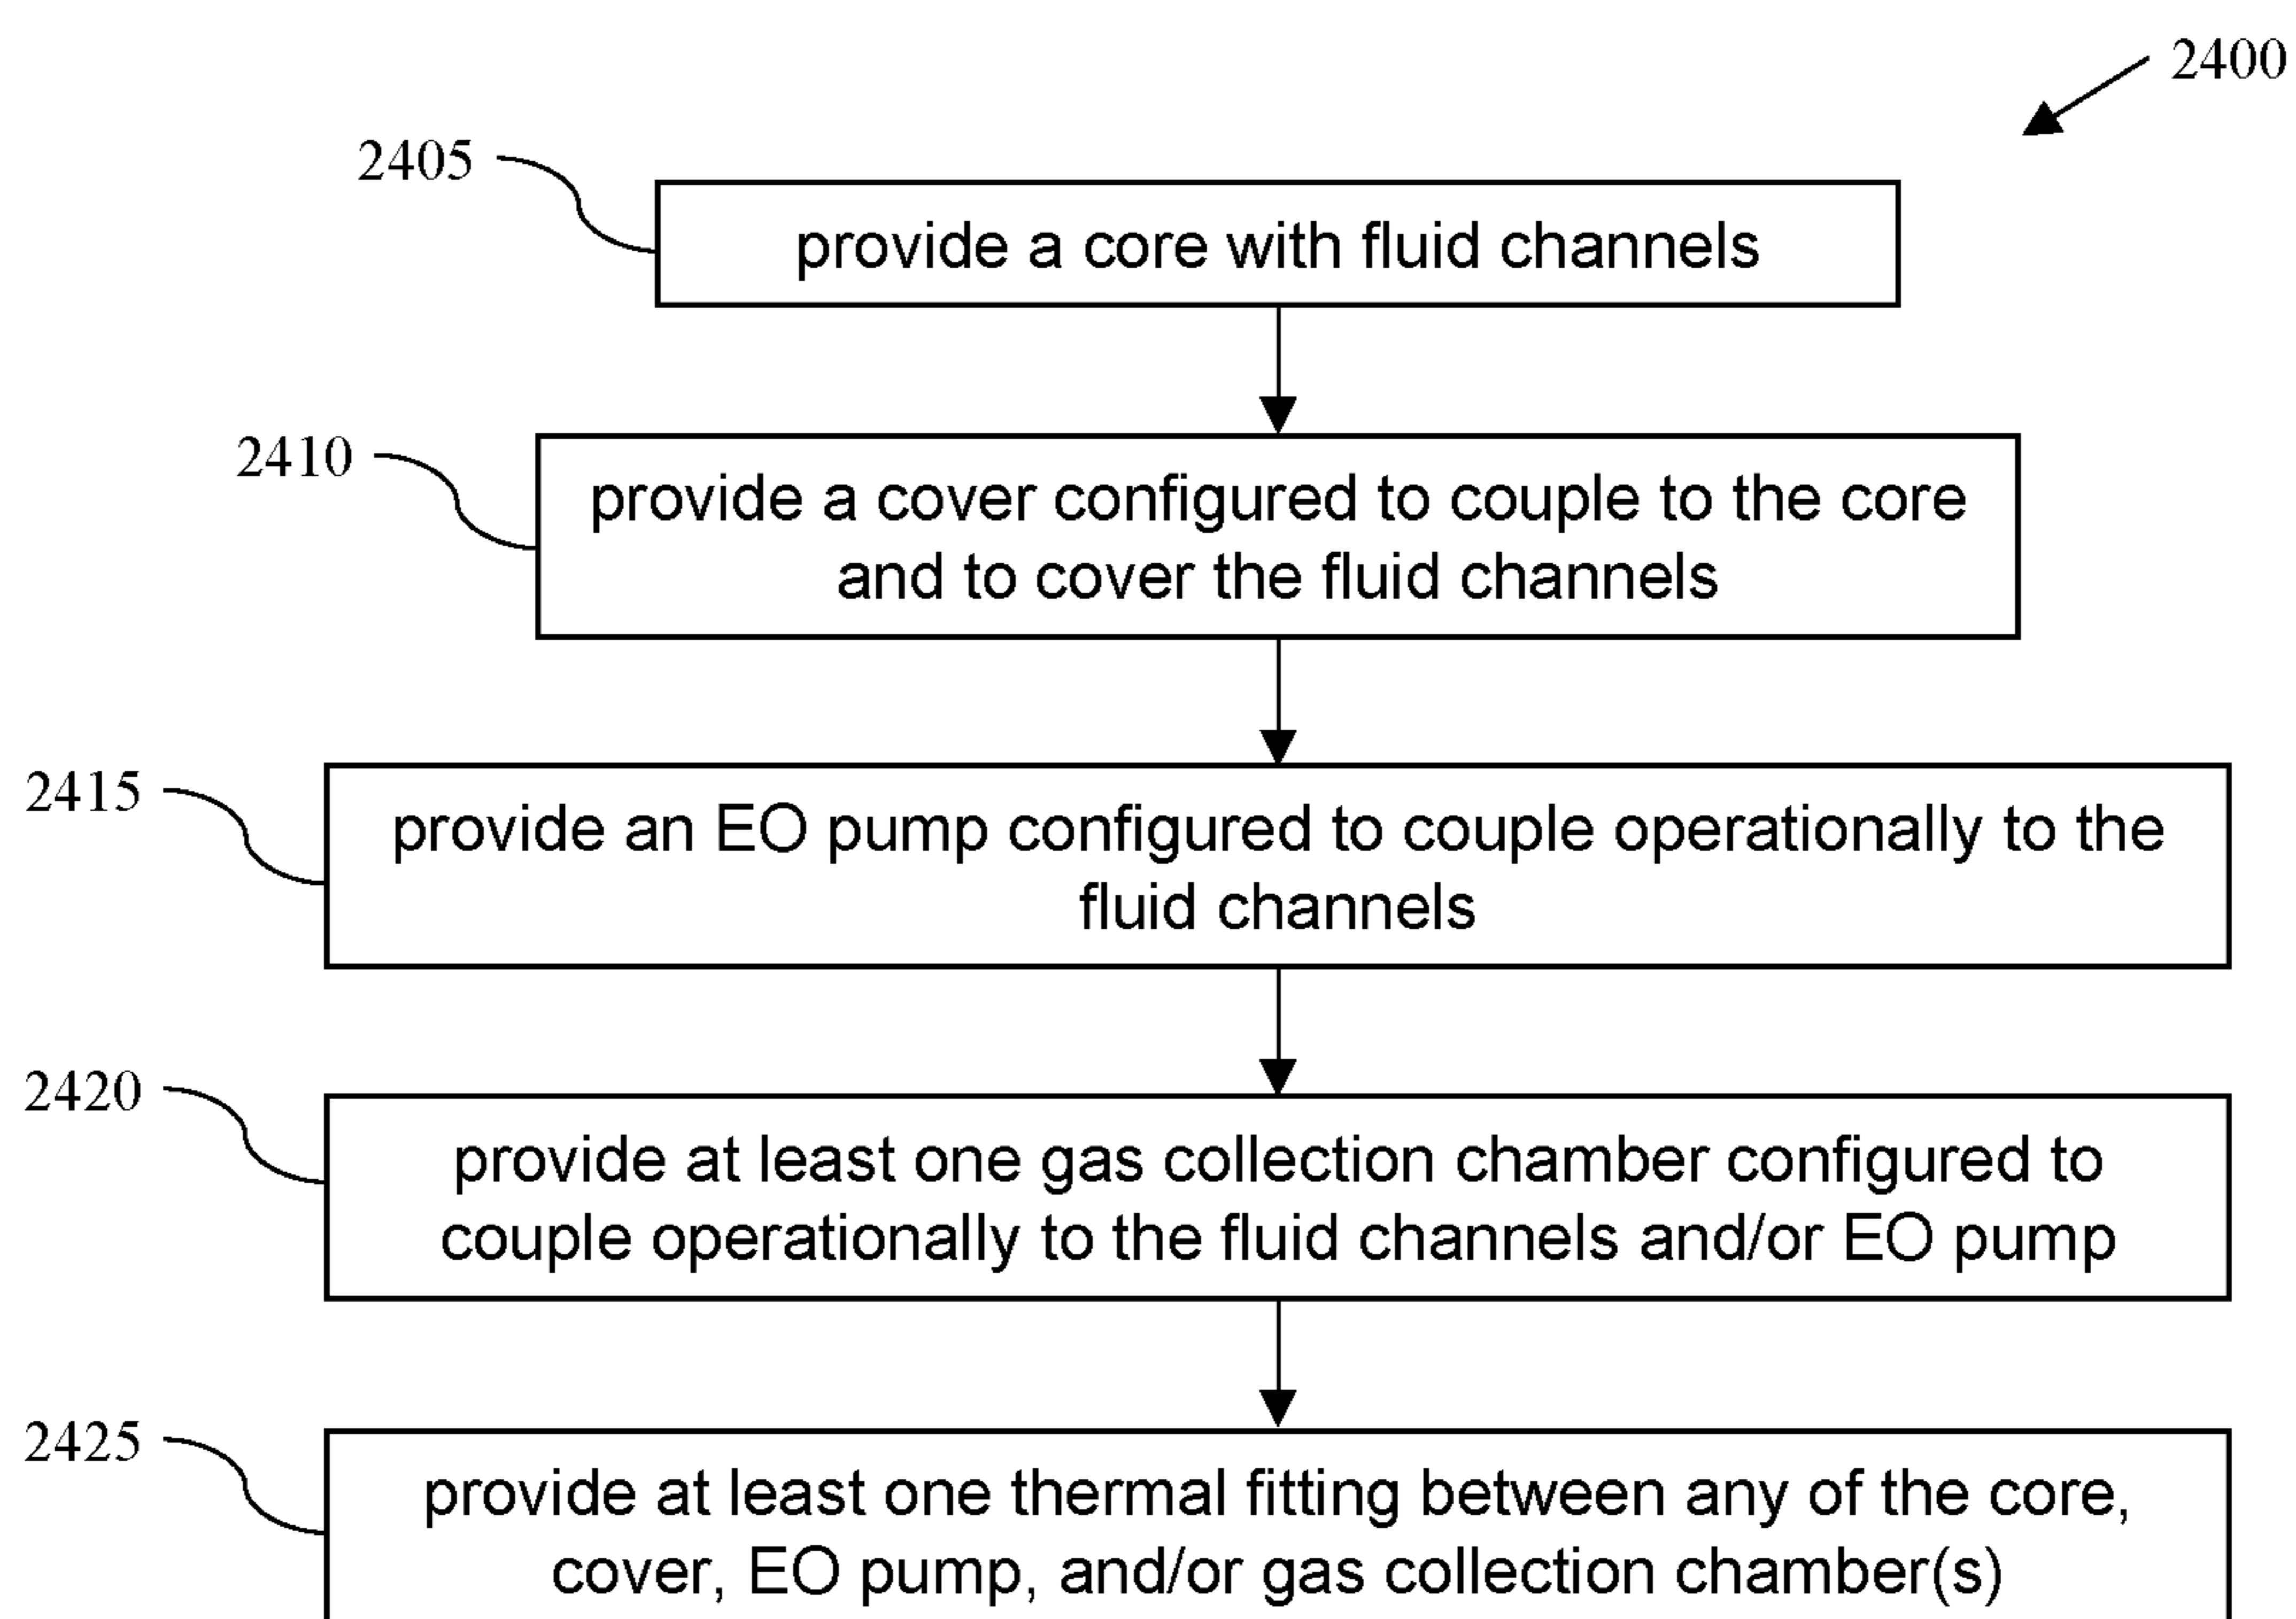 2400
2405
provide a core with fluid channels
2410
provide a cover configured to couple to the core
and to cover the fluid channels
2415
provide an EO pump configured to couple operationally to the
fluid channels
2420
provide at least one gas collection chamber configured to
couple operationally to the fluid channels and/or EO pump
2425
provide at least one thermal fitting between any of the core,
cover, EO pump, and/or gas collection chamber(s)